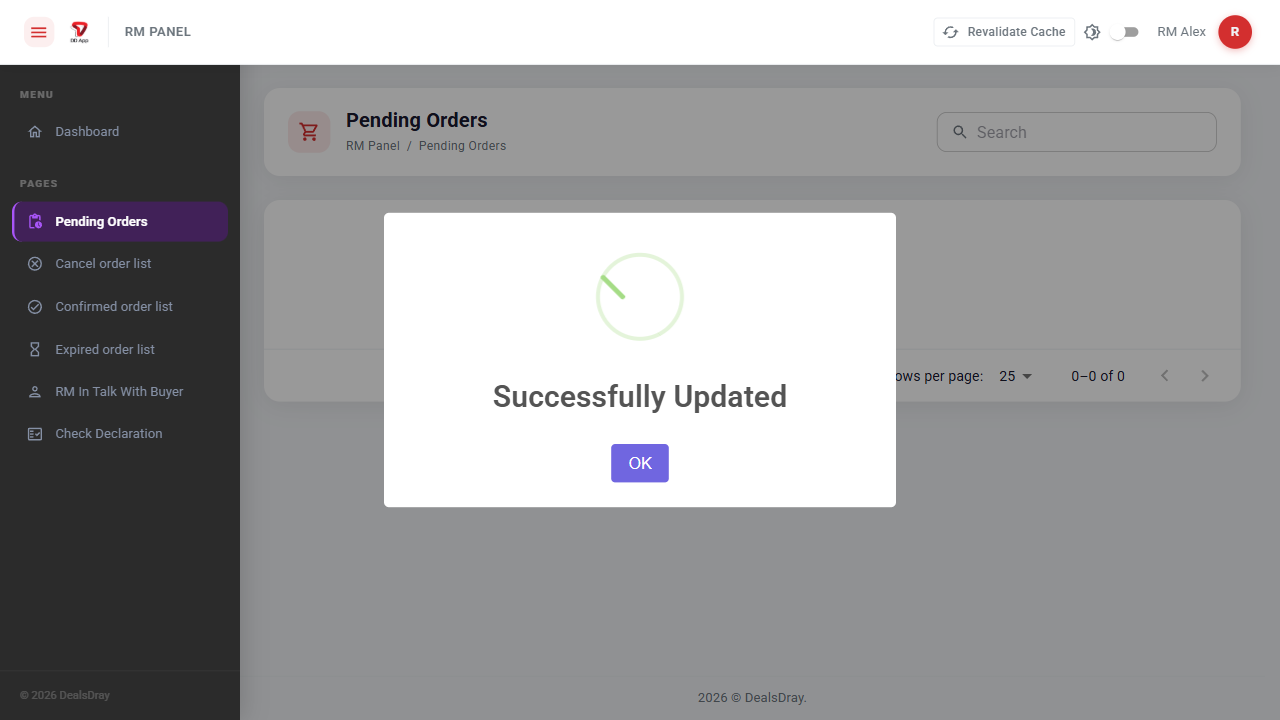 RM PANEL
Revalidate Cache
RM Alex
R
DD App
MENU
Dashboard
PAGES
Pending Orders
Cancel order list
Confirmed order list
Expired order list
RM In Talk With Buyer
Check Declaration
© 2026 DealsDray
Pending Orders
RM Panel / Pending Orders
Search
Successfully Updated
OK
ows per page: 25 0–0 of 0
2026 © DealsDray.